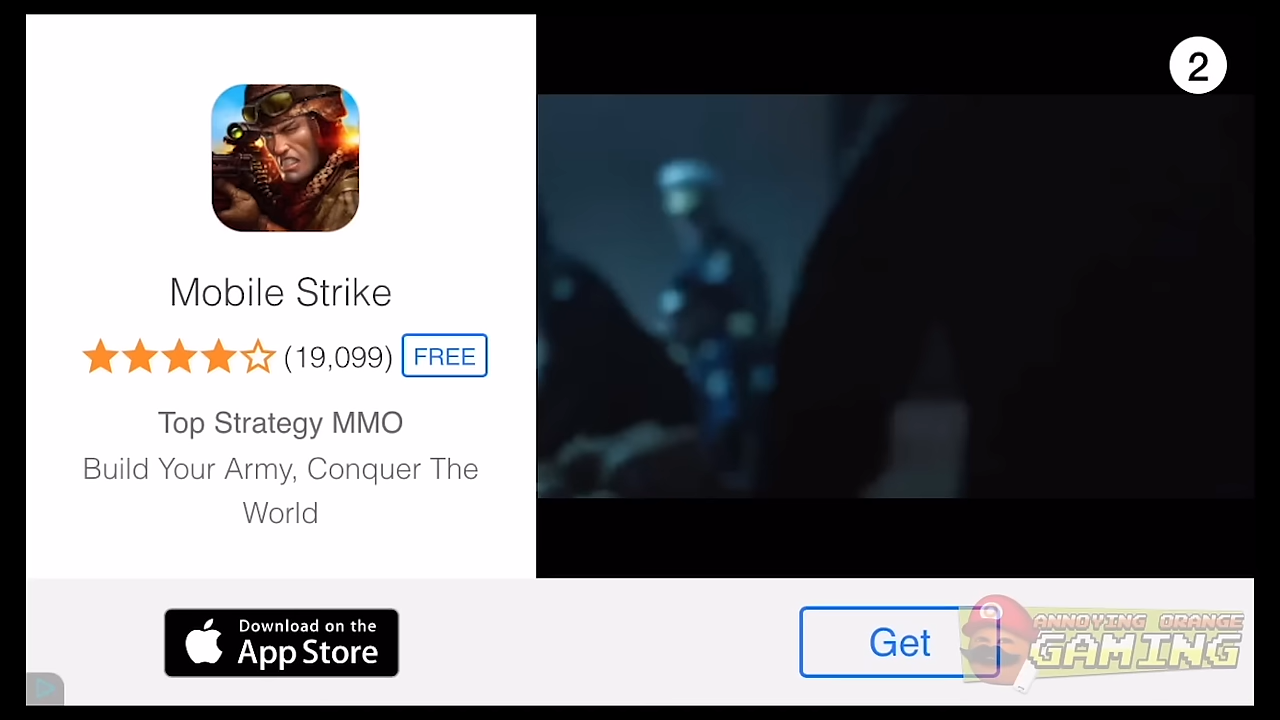 2
Mobile Strike
(19,099) FREE
Top Strategy MMO
Build Your Army, Conquer The
World
Download on the
App Store
Get
ANNOYING ORANGE
GAMING